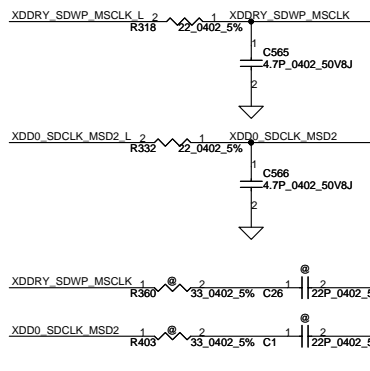 XDDRY_SDWP_MSCLK_L 2 1 XDDRY_SDWP_MSCLK
R318 22_0402_5%
1
C565
4.7P_0402_50V8J
2
XDD0_SDCLK_MSD2_L 2 1 XDD0_SDCLK_MSD2
R332 22_0402_5%
1
C566
4.7P_0402_50V8J
2
@ @
XDDRY_SDWP_MSCLK 1 2 1 2
R360 33_0402_5% C26 22P_0402_5
@ @
XDD0_SDCLK_MSD2 1 2 1 2
R403 33_0402_5% C1 22P_0402_5